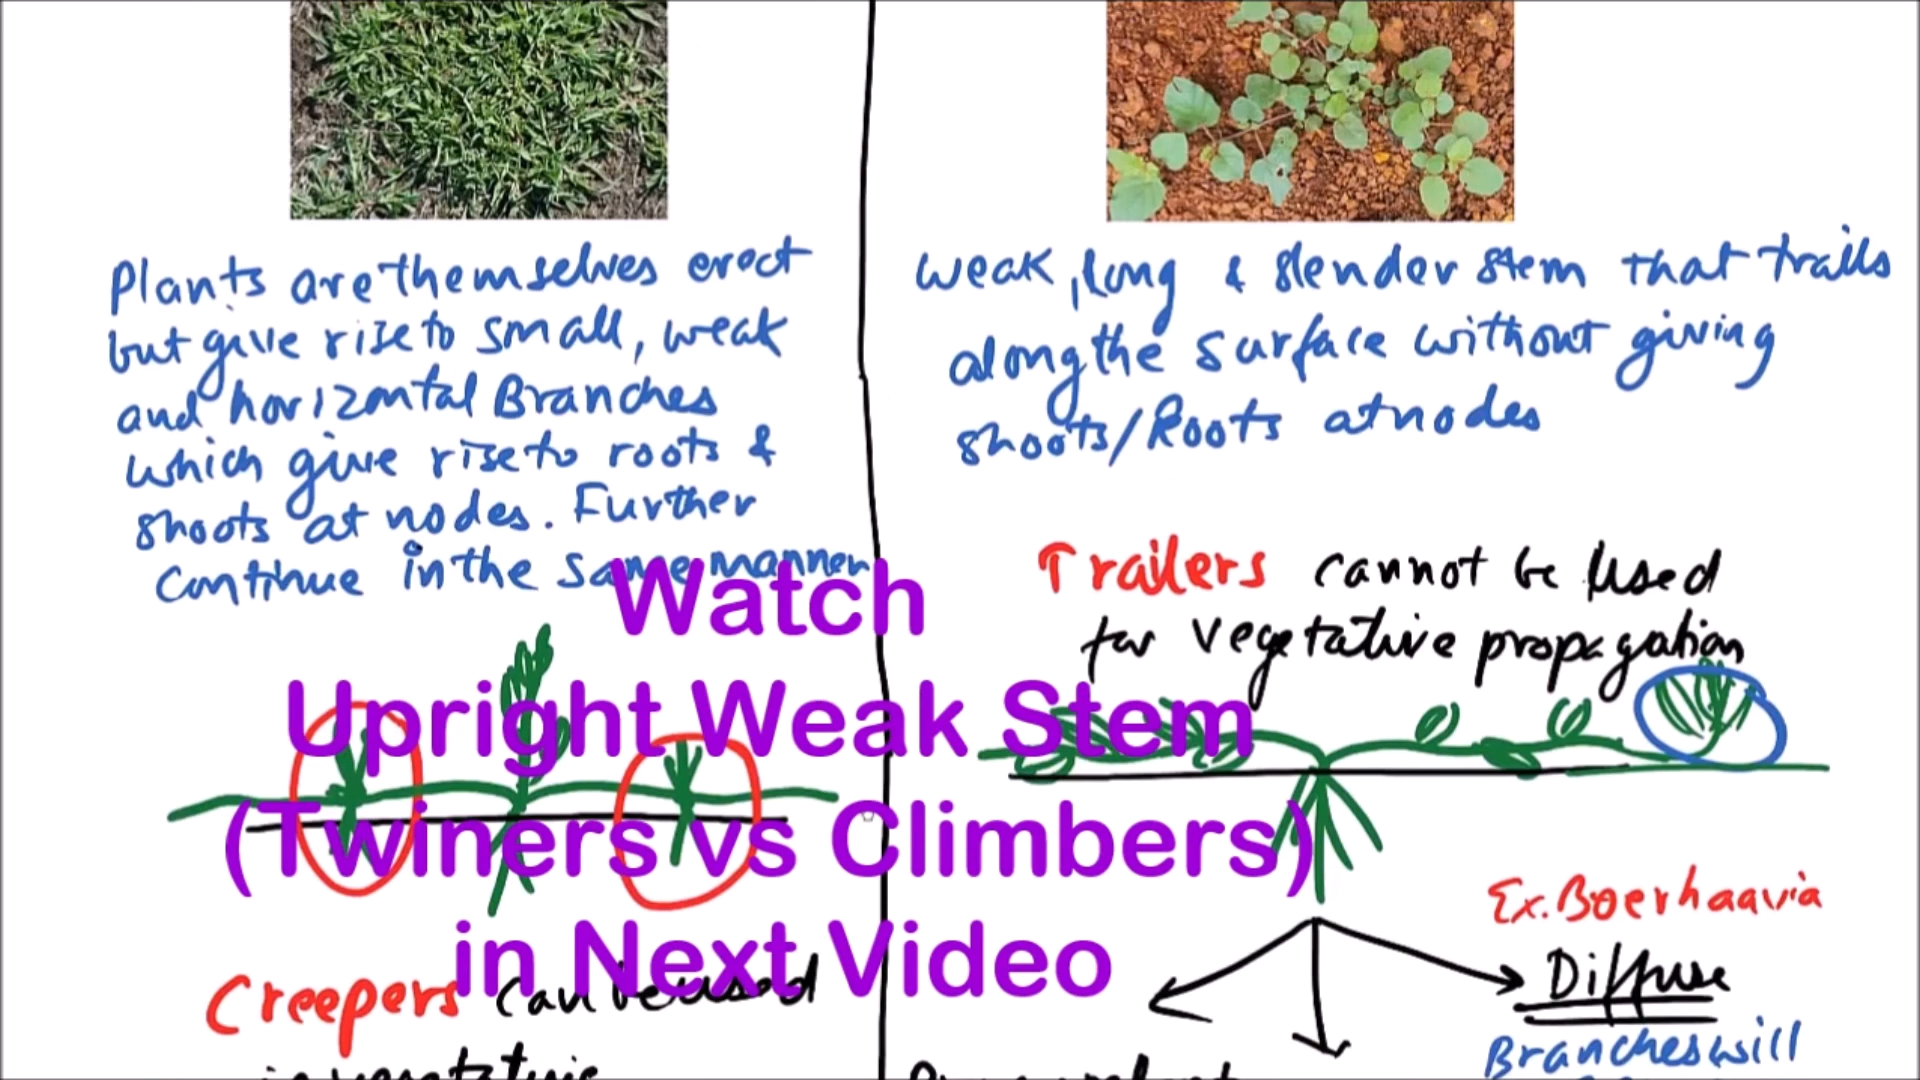 Plants are themselves erect
but give rise to small, weak
and horizontal Branches
which give rise to roots &
shoots at nodes. Further
continue in the same manner
weak, long & slender stem that trails
along the surface without giving
shoots/Roots at nodes
Trailers cannot be used
for vegetative propagation
Watch
Upright Weak Stem
(Twiners vs Climbers)
in Next Video
Creepers can be used
Ex. Boerhaavia
Diffuse
Branches will